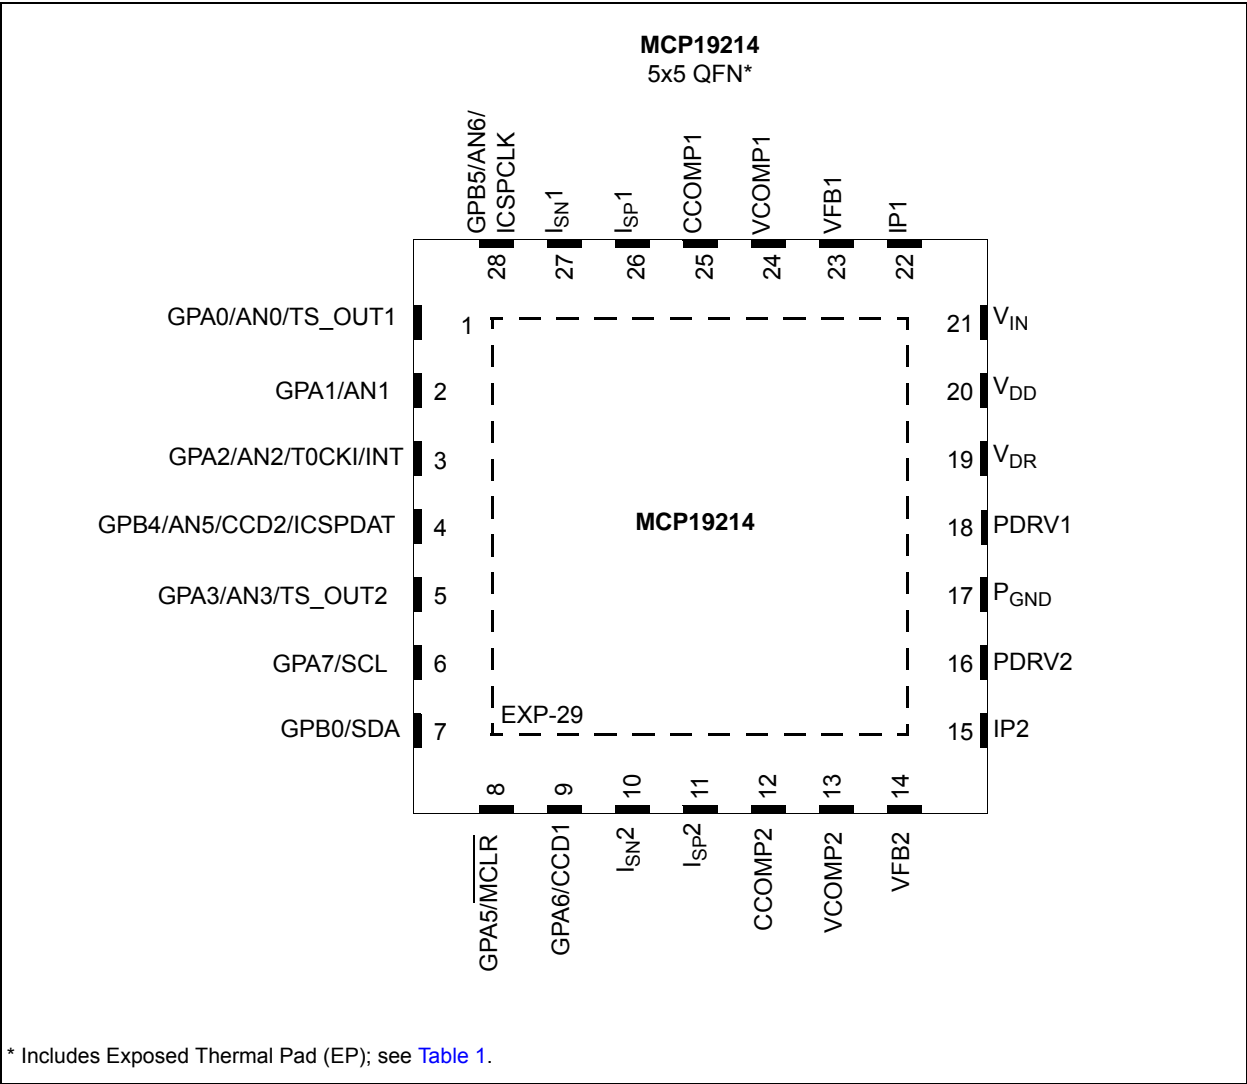 MCP19214
5x5 QFN*
GPB5/AN6/
ICSPCLK
ISN1
ISP1
CCOMP1
VCOMP1
VFB1
IP1
28
27
26
25
24
23
22
GPA0/AN0/TS_OUT1
1
21
VIN
GPA1/AN1
2
20
VDD
GPA2/AN2/T0CKI/INT
3
19
VDR
GPB4/AN5/CCD2/ICSPDAT
4
MCP19214
18
PDRV1
GPA3/AN3/TS_OUT2
5
17
PGND
GPA7/SCL
6
16
PDRV2
GPB0/SDA
7
EXP-29
15
IP2
8
9
10
11
12
13
14
GPA5/MCLR
GPA6/CCD1
ISN2
ISP2
CCOMP2
VCOMP2
VFB2
* Includes Exposed Thermal Pad (EP); see Table 1.